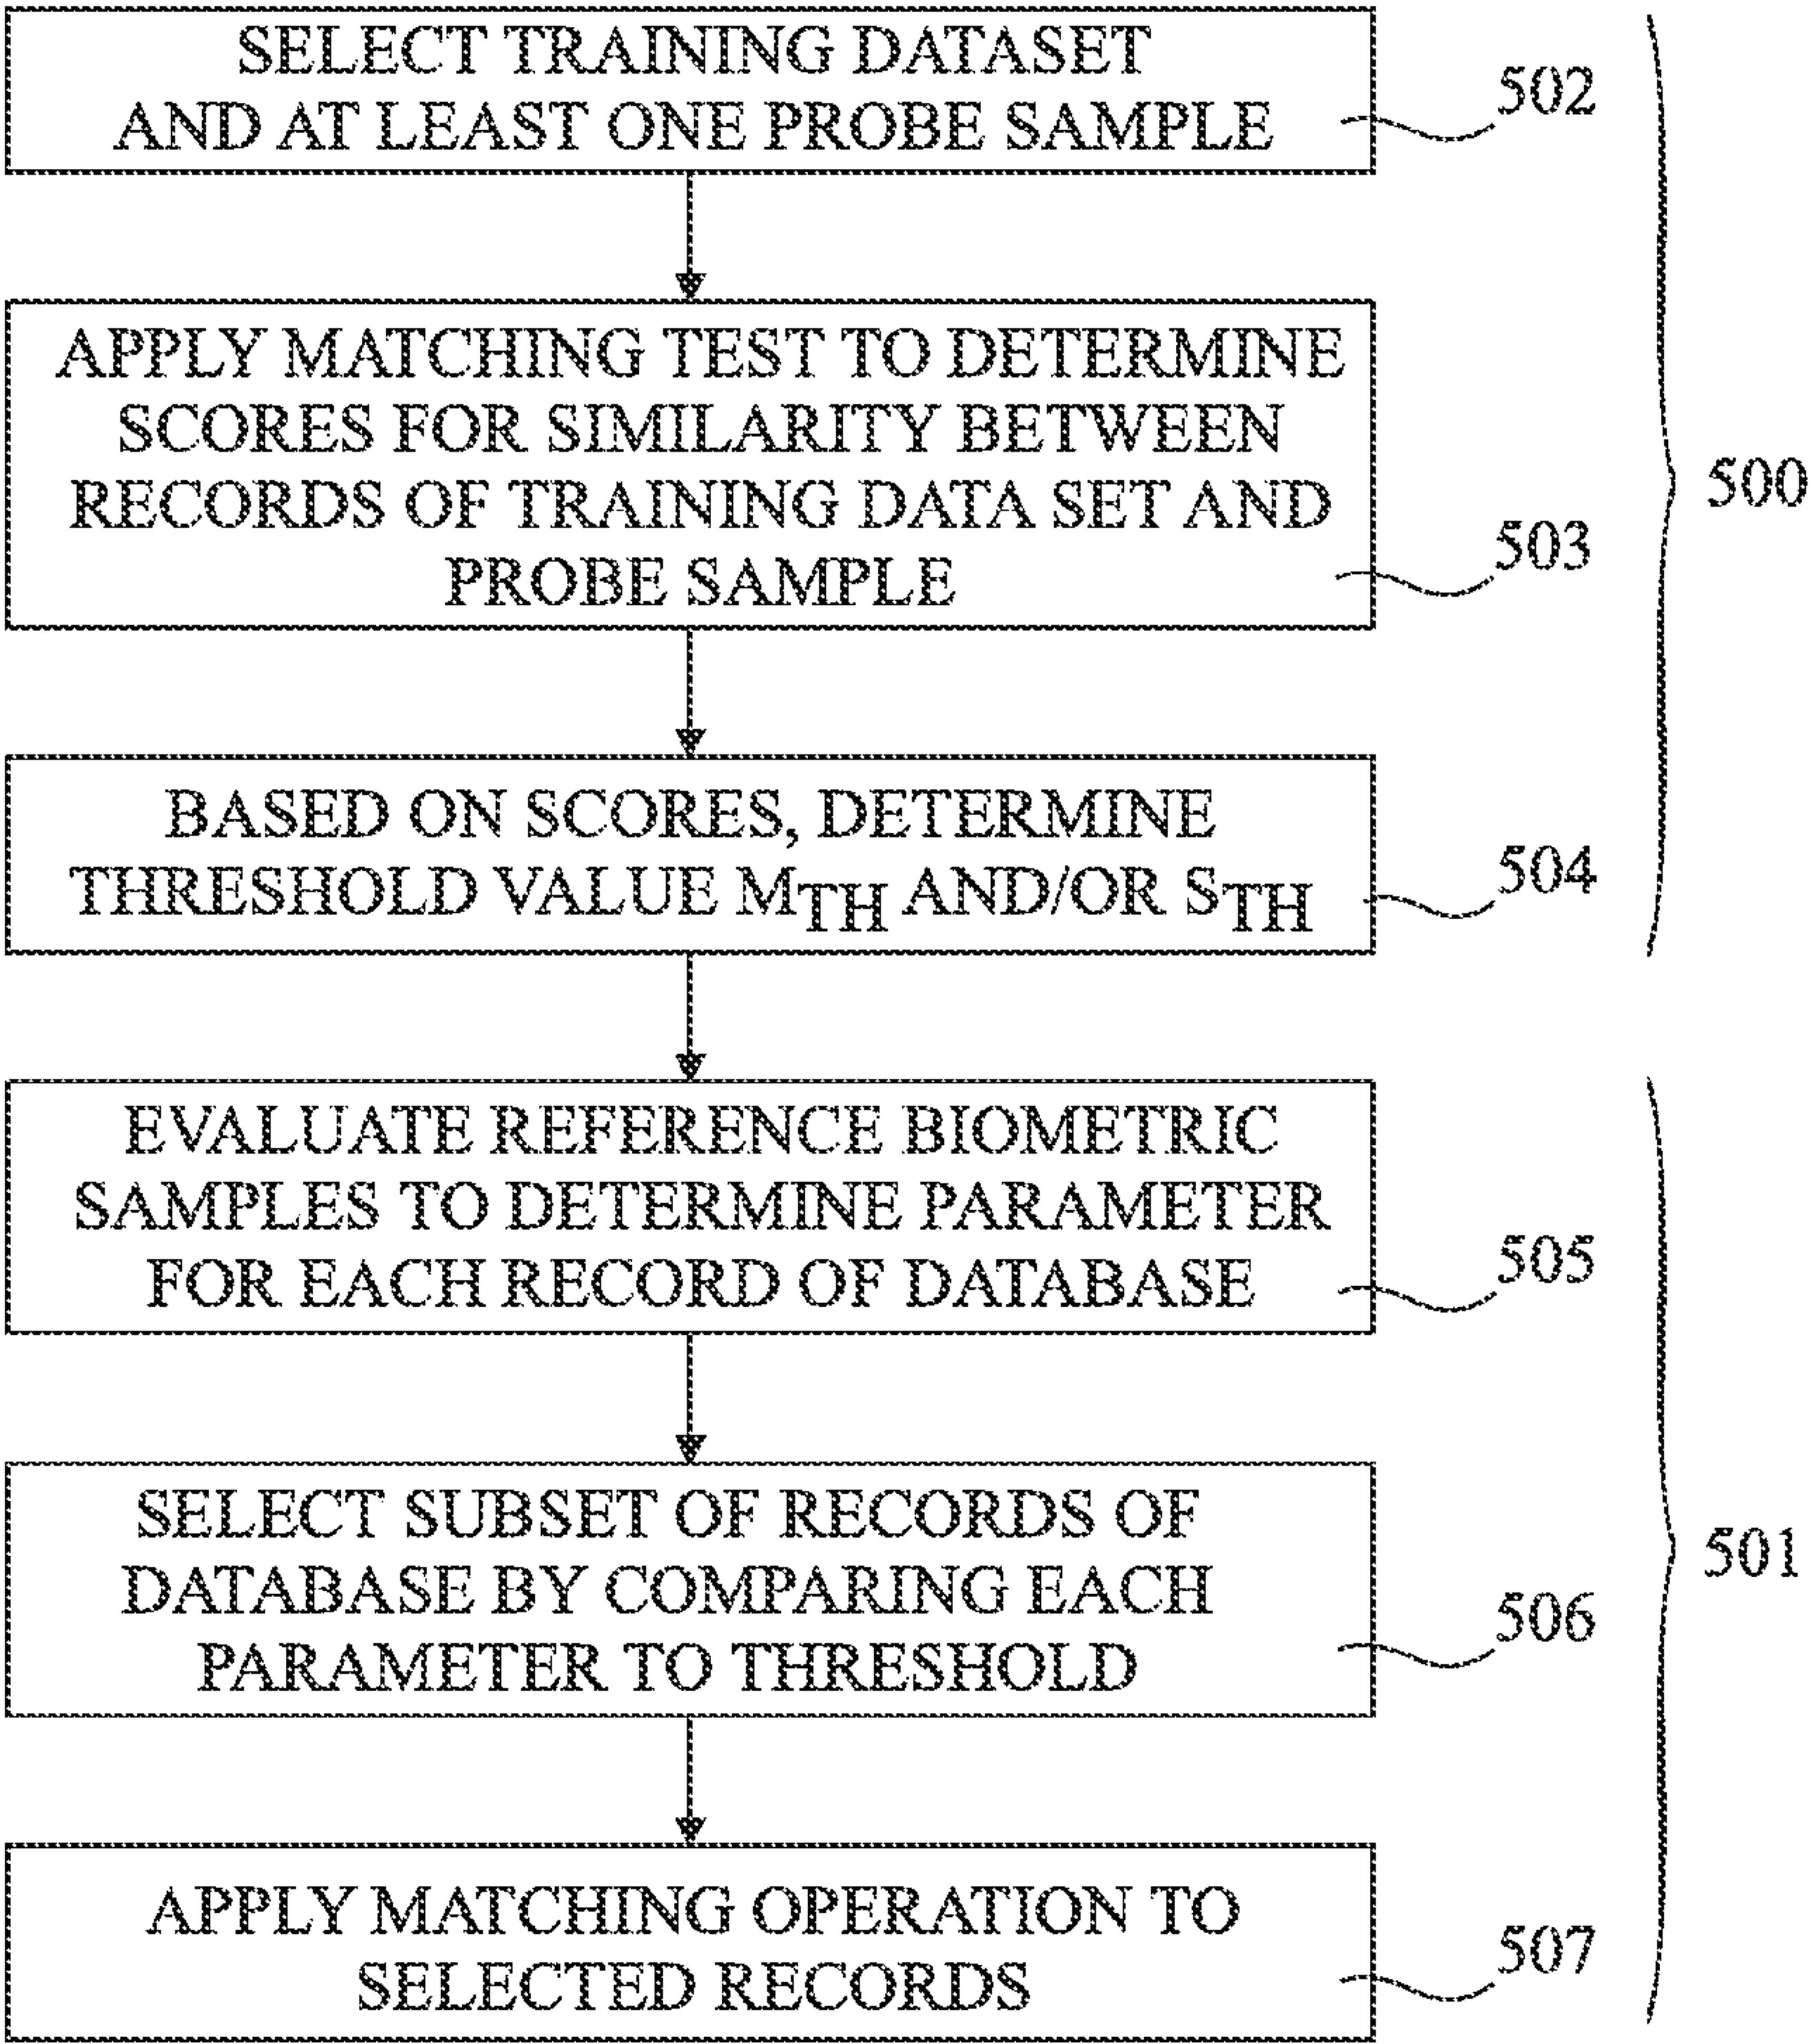 SELECT TRAINING DATASET
AND AT LEAST ONE PROBE SAMPLE
502
APPLY MATCHING TEST TO DETERMINE
SCORES FOR SIMILARITY BETWEEN
RECORDS OF TRAINING DATA SET AND
PROBE SAMPLE
503
500
BASED ON SCORES, DETERMINE
THRESHOLD VALUE MTH AND/OR STH
504
EVALUATE REFERENCE BIOMETRIC
SAMPLES TO DETERMINE PARAMETER
FOR EACH RECORD OF DATABASE
505
SELECT SUBSET OF RECORDS OF
DATABASE BY COMPARING EACH
PARAMETER TO THRESHOLD
506
501
APPLY MATCHING OPERATION TO
SELECTED RECORDS
507